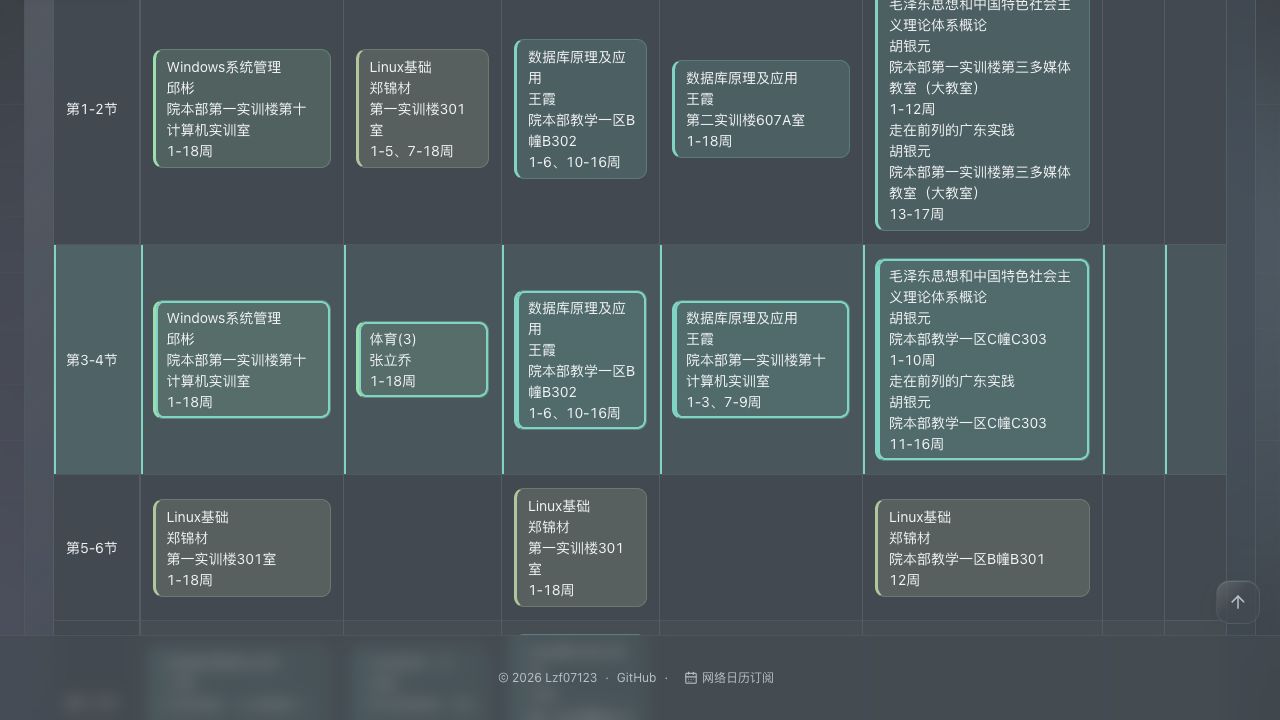 毛泽东思想和中国特色社会主
义理论体系概论
胡银元
院本部第一实训楼第三多媒体
教室（大教室）
1-12周
走在前列的广东实践
胡银元
院本部第一实训楼第三多媒体
教室（大教室）
13-17周
第1-2节
Windows系统管理
邱彬
院本部第一实训楼第十
计算机实训室
1-18周
Linux基础
郑锦材
第一实训楼301
室
1-5、7-18周
数据库原理及应
用
王霞
院本部教学一区B
幢B302
1-6、10-16周
数据库原理及应用
王霞
第二实训楼607A室
1-18周
第3-4节
Windows系统管理
邱彬
院本部第一实训楼第十
计算机实训室
1-18周
体育(3)
张立乔
1-18周
数据库原理及应
用
王霞
院本部教学一区B
幢B302
1-6、10-16周
数据库原理及应用
王霞
院本部第一实训楼第十
计算机实训室
1-3、7-9周
毛泽东思想和中国特色社会主
义理论体系概论
胡银元
院本部教学一区C幢C303
1-10周
走在前列的广东实践
胡银元
院本部教学一区C幢C303
11-16周
第5-6节
Linux基础
郑锦材
第一实训楼301室
1-18周
Linux基础
郑锦材
第一实训楼301
室
1-18周
Linux基础
郑锦材
院本部教学一区B幢B301
12周
© 2026 Lzf07123 · GitHub · 网络日历订阅